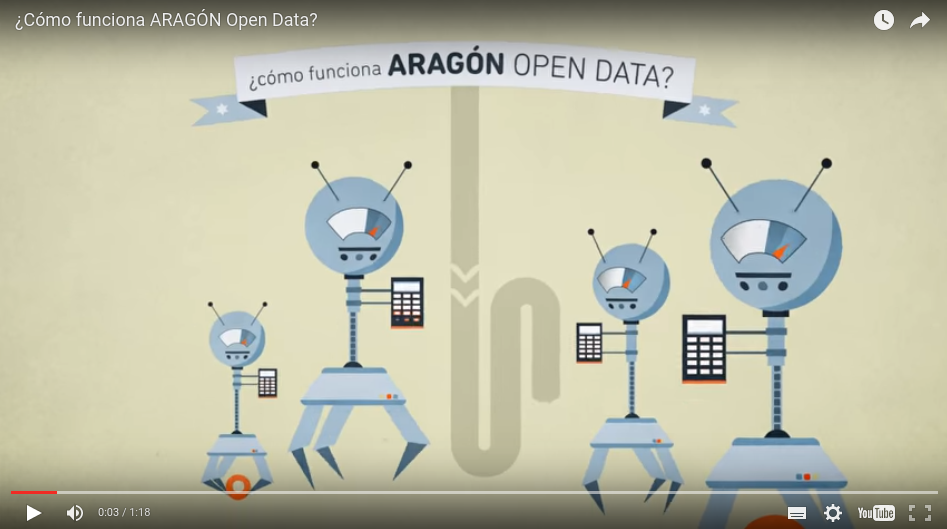 ¿Cómo funciona ARAGÓN Open Data?
¿cómo funciona ARAGÓN OPEN DATA?
0:03 / 1:18
YouTube